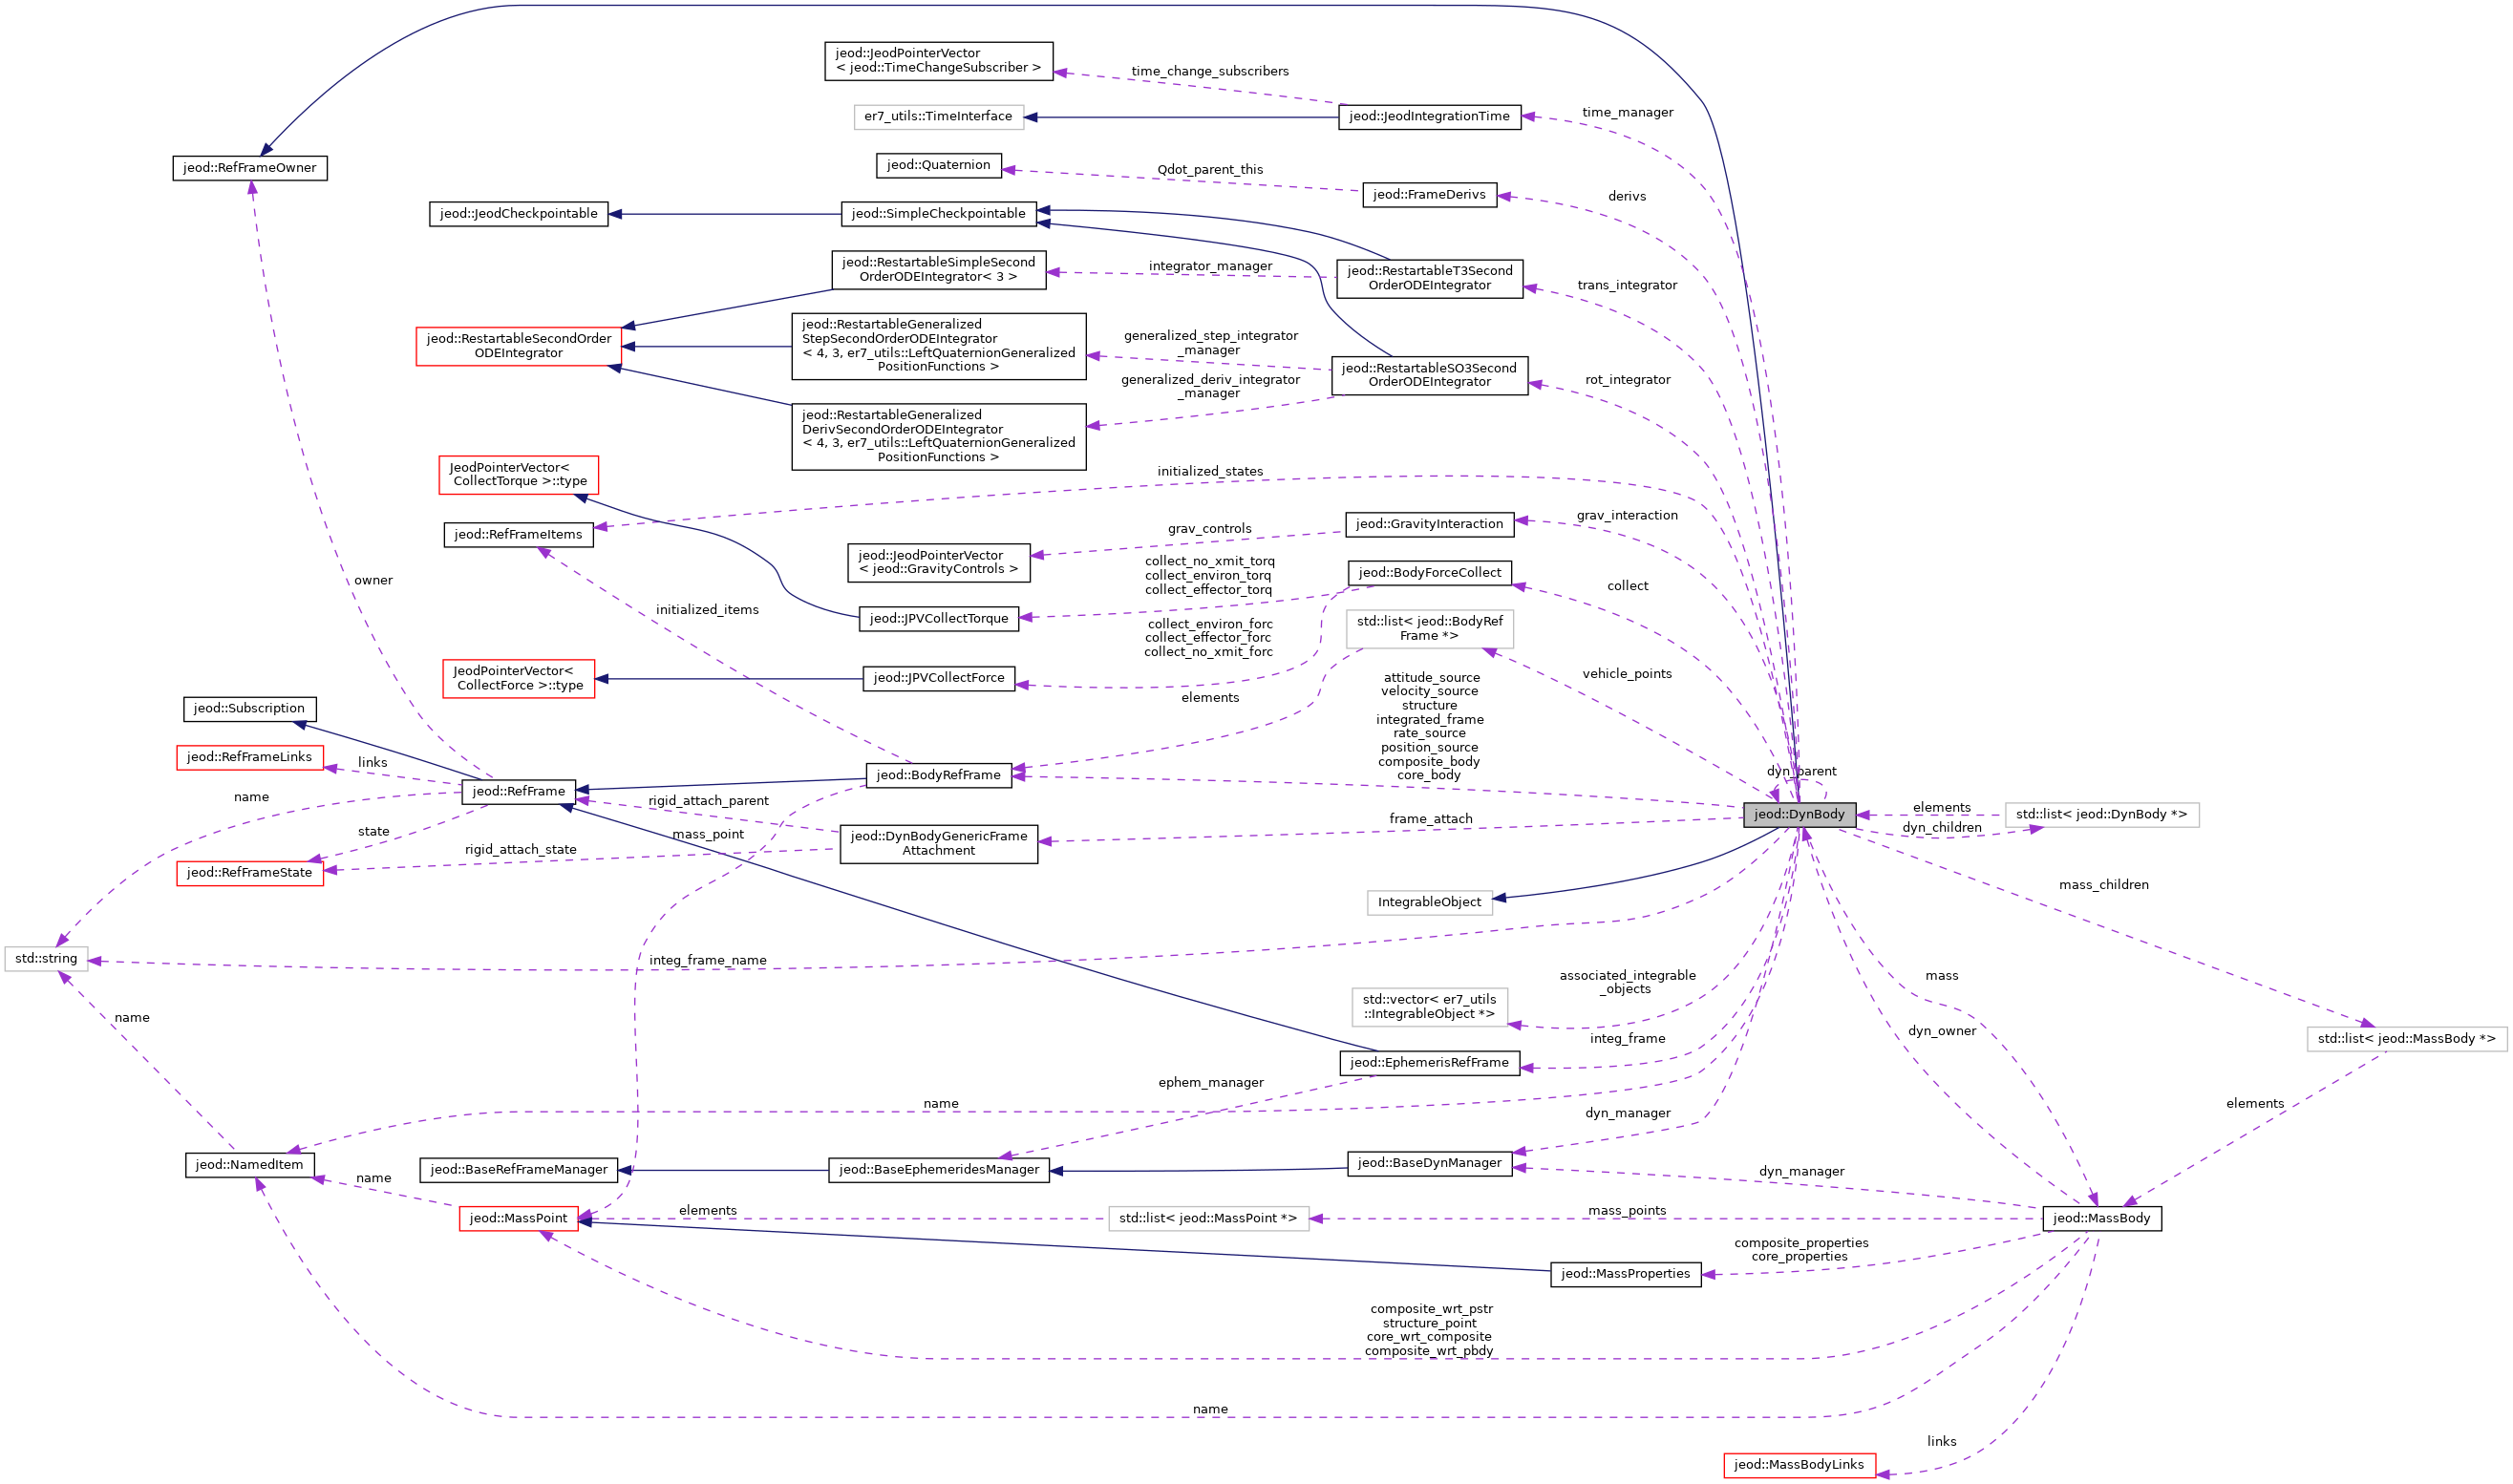 jeod::JeodPointerVector
< jeod::TimeChangeSubscriber >
time_change_subscribers
er7_utils::TimeInterface
jeod::JeodIntegrationTime
time_manager
jeod::RefFrameOwner
jeod::Quaternion
Qdot_parent_this
jeod::FrameDerivs
derivs
jeod::JeodCheckpointable
jeod::SimpleCheckpointable
jeod::RestartableSimpleSecond
OrderODEIntegrator< 3 >
integrator_manager
jeod::RestartableT3Second
OrderODEIntegrator
trans_integrator
jeod::RestartableSecondOrder
ODEIntegrator
jeod::RestartableGeneralized
StepSecondOrderODEIntegrator
< 4, 3, er7_utils::LeftQuaternionGeneralized
PositionFunctions >
generalized_step_integrator
_manager
jeod::RestartableSO3Second
OrderODEIntegrator
rot_integrator
generalized_deriv_integrator
_manager
jeod::RestartableGeneralized
DerivSecondOrderODEIntegrator
< 4, 3, er7_utils::LeftQuaternionGeneralized
PositionFunctions >
JeodPointerVector<
CollectTorque >::type
initialized_states
jeod::RefFrameItems
grav_controls
jeod::GravityInteraction
grav_interaction
jeod::JeodPointerVector
< jeod::GravityControls >
collect_no_xmit_torq
collect_environ_torq
collect_effector_torq
jeod::BodyForceCollect
collect
owner
initialized_items
jeod::JPVCollectTorque
std::list< jeod::BodyRef
Frame *>
collect_environ_forc
collect_effector_forc
collect_no_xmit_forc
JeodPointerVector<
CollectForce >::type
jeod::JPVCollectForce
vehicle_points
elements
attitude_source
velocity_source
structure
integrated_frame
rate_source
position_source
composite_body
core_body
jeod::Subscription
jeod::RefFrameLinks
links
jeod::RefFrame
jeod::BodyRefFrame
dyn_parent
name
rigid_attach_parent
state
mass_point
jeod::DynBodyGenericFrame
Attachment
frame_attach
jeod::DynBody
elements
std::list< jeod::DynBody *>
dyn_children
rigid_attach_state
jeod::RefFrameState
IntegrableObject
mass_children
std::string
integ_frame_name
associated_integrable
_objects
mass
std::vector< er7_utils
::IntegrableObject *>
name
integ_frame
dyn_owner
std::list< jeod::MassBody *>
jeod::EphemerisRefFrame
ephem_manager
name
dyn_manager
elements
jeod::NamedItem
jeod::BaseRefFrameManager
jeod::BaseEphemeridesManager
jeod::BaseDynManager
dyn_manager
name
jeod::MassPoint
elements
std::list< jeod::MassPoint *>
mass_points
jeod::MassBody
composite_properties
core_properties
jeod::MassProperties
composite_wrt_pstr
structure_point
core_wrt_composite
composite_wrt_pbdy
name
links
jeod::MassBodyLinks